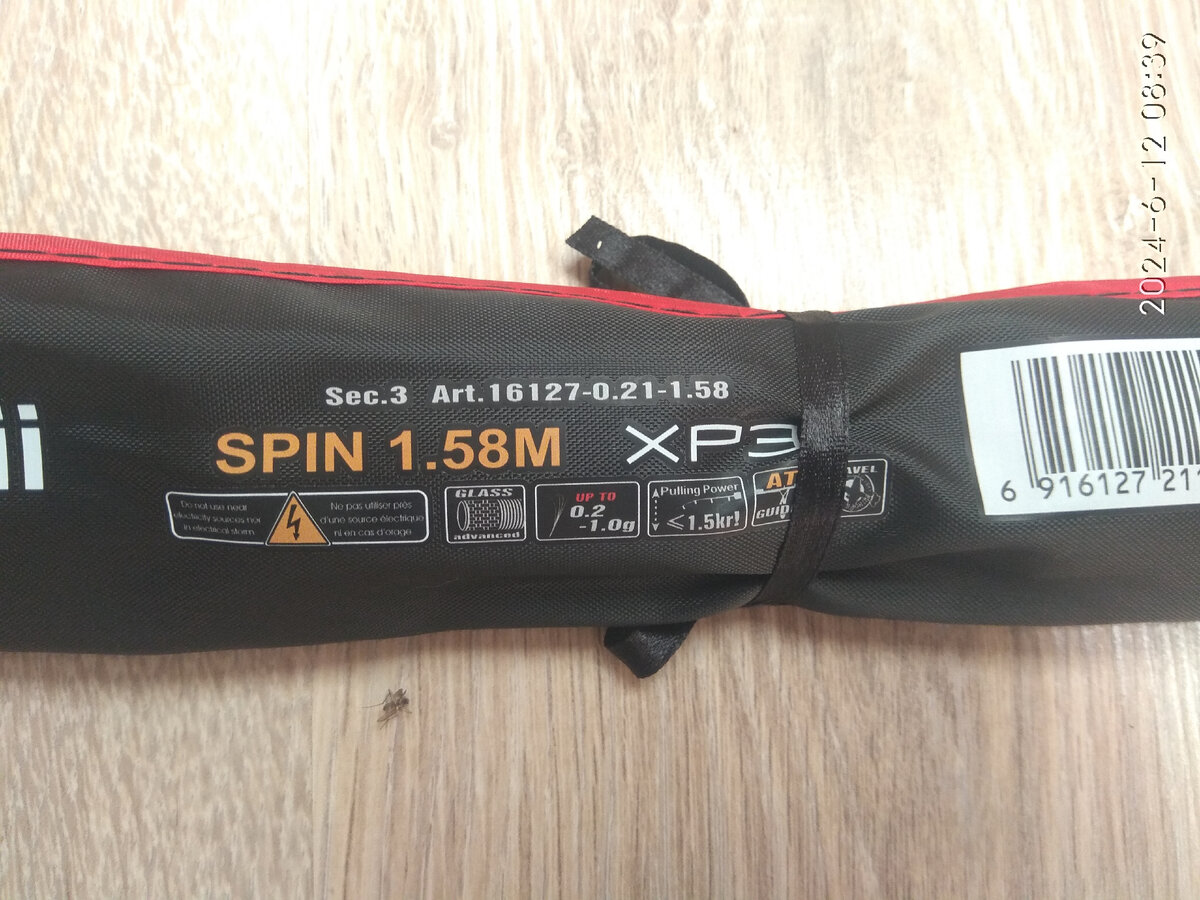 Sec.3 Art.16127-0.21-1.58
SPIN 1.58M XP3
Do not use near
electricity sources nor
in electrical storm
Ne pas utiliser près
d'une source électrique
ni en cas d'orage
GLASS
advanced
UP TO
0.2
-1.0g
Pulling Power
≤1.5kr!
6 916127 21
2024-6-12 08:39